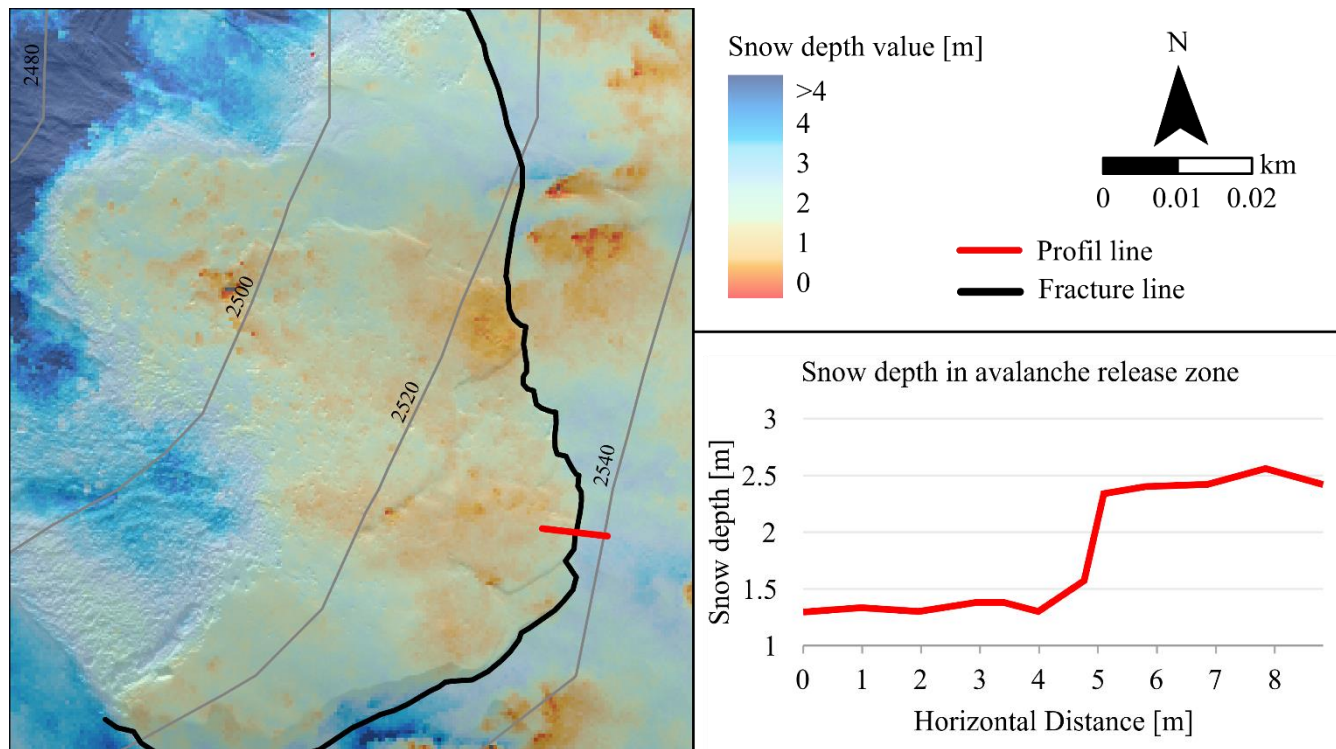 2480
2500
2520
2540
Snow depth value [m]
>4
4
3
2
1
0
N
km
0 0.01 0.02
Profil line
Fracture line
Snow depth in avalanche release zone
Snow depth [m]
3
2.5
2
1.5
1
0 1 2 3 4 5 6 7 8
Horizontal Distance [m]